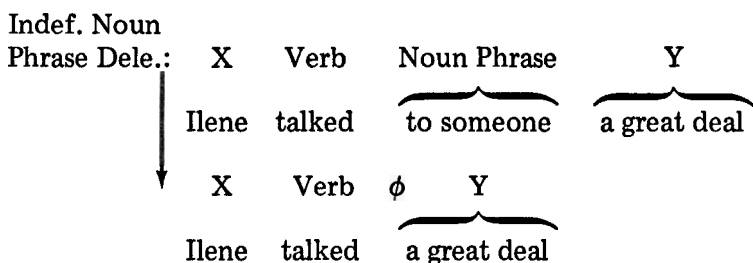 Indef. Noun
Phrase Dele.: X Verb Noun Phrase Y
Ilene talked to someone a great deal
X Verb ϕ Y
Ilene talked a great deal